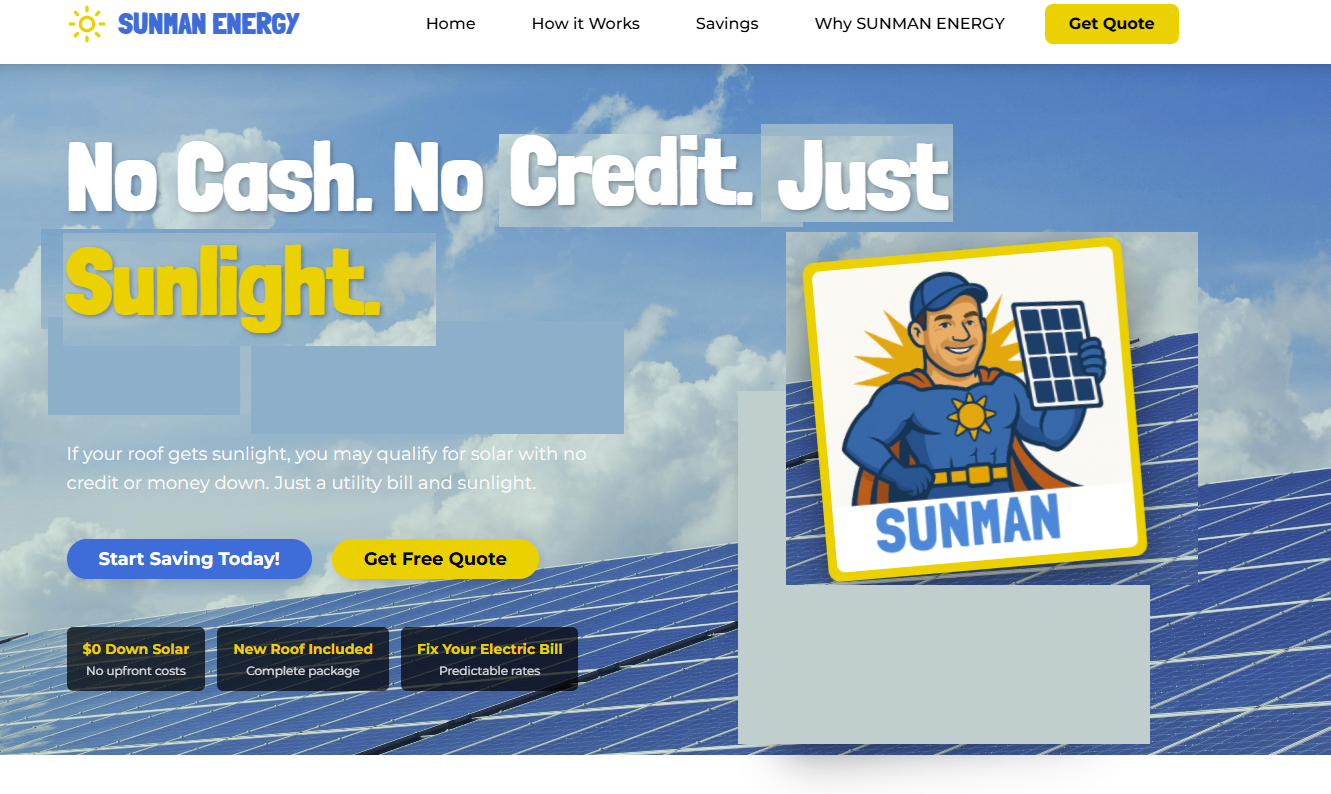 SUNMAN ENERGY Home How it Works Savings Why SUNMAN ENERGY Get Quote
No Cash. No Credit. Just
Sunlight.
If your roof gets sunlight, you may qualify for solar with no
credit or money down. Just a utility bill and sunlight.
Start Saving Today! Get Free Quote
$0 Down Solar New Roof Included Fix Your Electric Bill
No upfront costs Complete package Predictable rates
SUNMAN